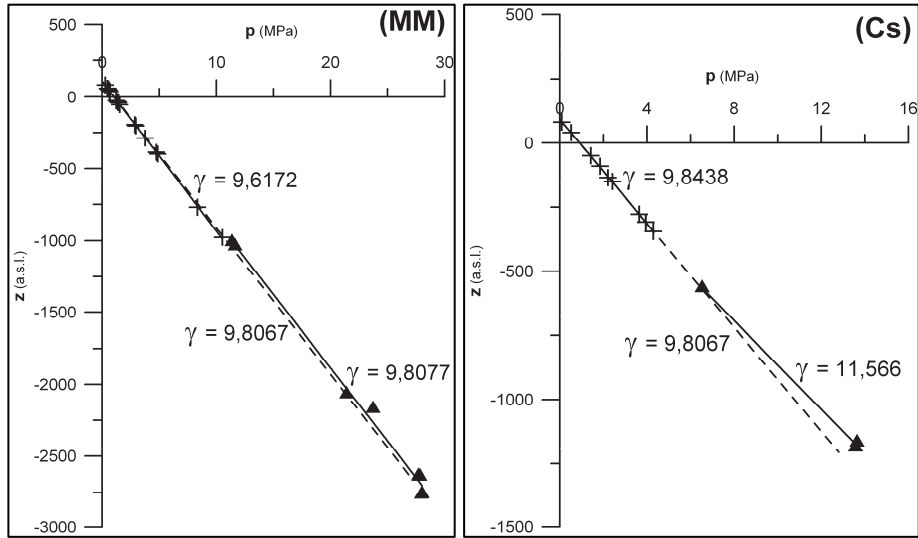 (MM)
p (MPa)
0 10 20 30
500
0
-500
-1000
-1500
-2000
-2500
-3000
z (a.s.l.)
γ = 9,6172
γ = 9,8067
γ = 9,8077
(Cs)
p (MPa)
0 4 8 12 16
500
0
-500
-1000
-1500
z (a.s.l.)
γ = 9,8438
γ = 9,8067
γ = 11,566